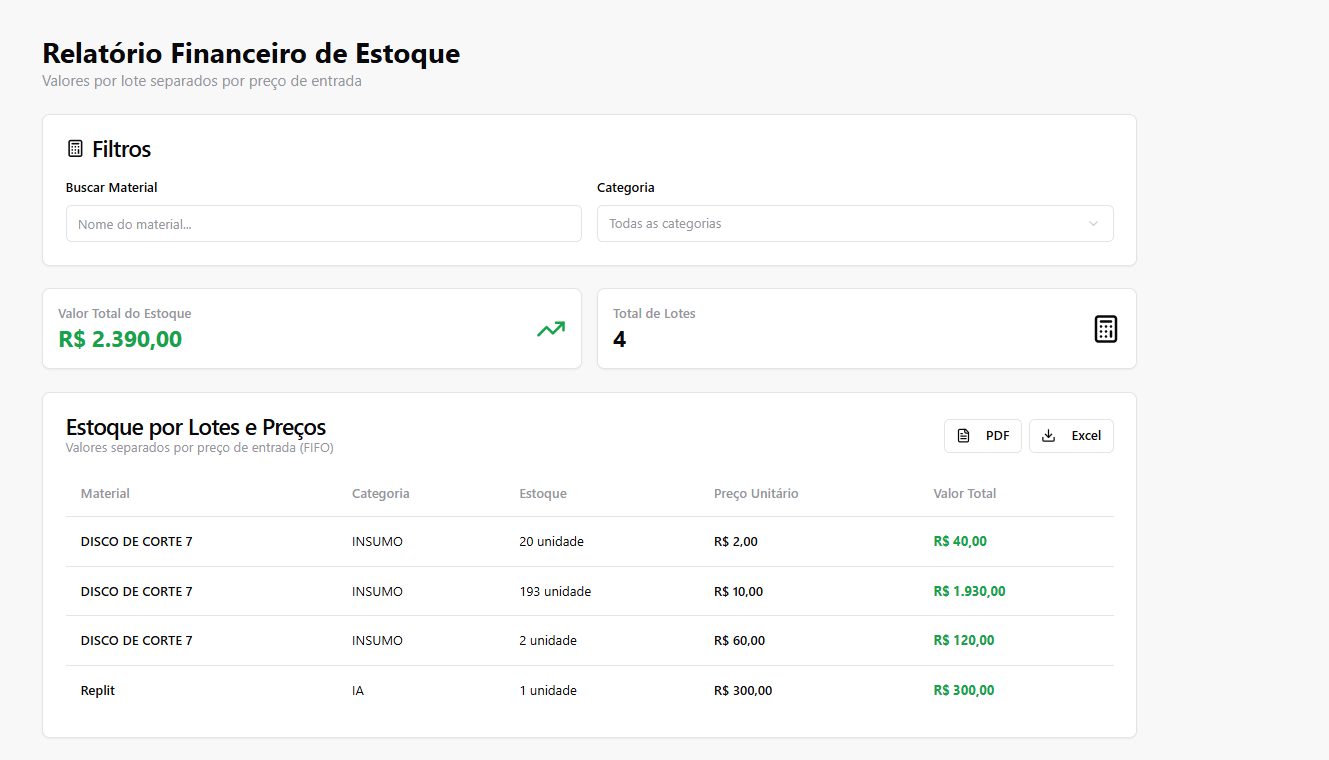 Relatório Financeiro de Estoque
Valores por lote separados por preço de entrada
Filtros
Buscar Material Categoria
Nome do material... Todas as categorias
Valor Total do Estoque Total de Lotes
R$ 2.390,00 4
Estoque por Lotes e Preços
Valores separados por preço de entrada (FIFO)
PDF Excel
Material Categoria Estoque Preço Unitário Valor Total
DISCO DE CORTE 7 INSUMO 20 unidade R$ 2,00 R$ 40,00
DISCO DE CORTE 7 INSUMO 193 unidade R$ 10,00 R$ 1.930,00
DISCO DE CORTE 7 INSUMO 2 unidade R$ 60,00 R$ 120,00
Replit IA 1 unidade R$ 300,00 R$ 300,00